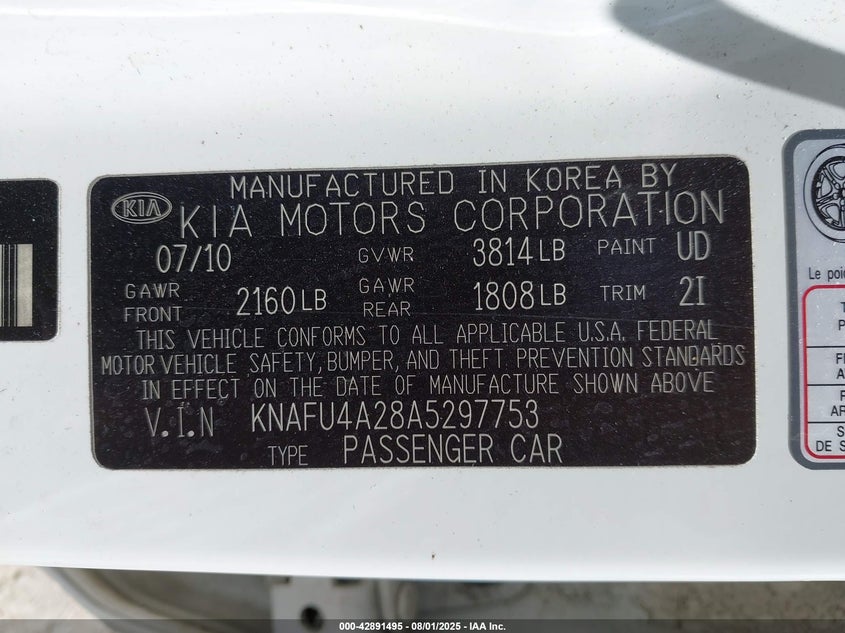 MANUFACTURED IN KOREA BY
KIA KIA MOTORS CORPORATION
07/10 GVWR 3814 LB PAINT UD
GAWR FRONT 2160 LB GAWR REAR 1808 LB TRIM 2I
THIS VEHICLE CONFORMS TO ALL APPLICABLE U.S.A. FEDERAL
MOTOR VEHICLE SAFETY, BUMPER, AND THEFT PREVENTION STANDARDS
IN EFFECT ON THE DATE OF MANUFACTURE SHOWN ABOVE
V.I.N KNAFU4A28A5297753
TYPE PASSENGER CAR
Le poi
DE S
000-42891495 - 08/01/2025 - IAA Inc.